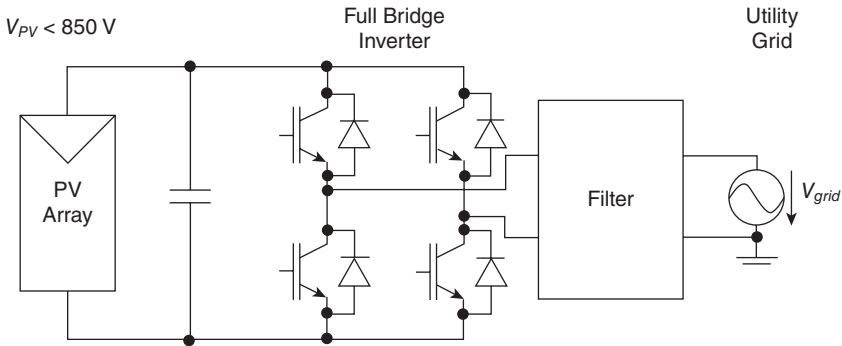 V_PV < 850 V
Full Bridge
Inverter
Utility
Grid
PV
Array
Filter
V_grid